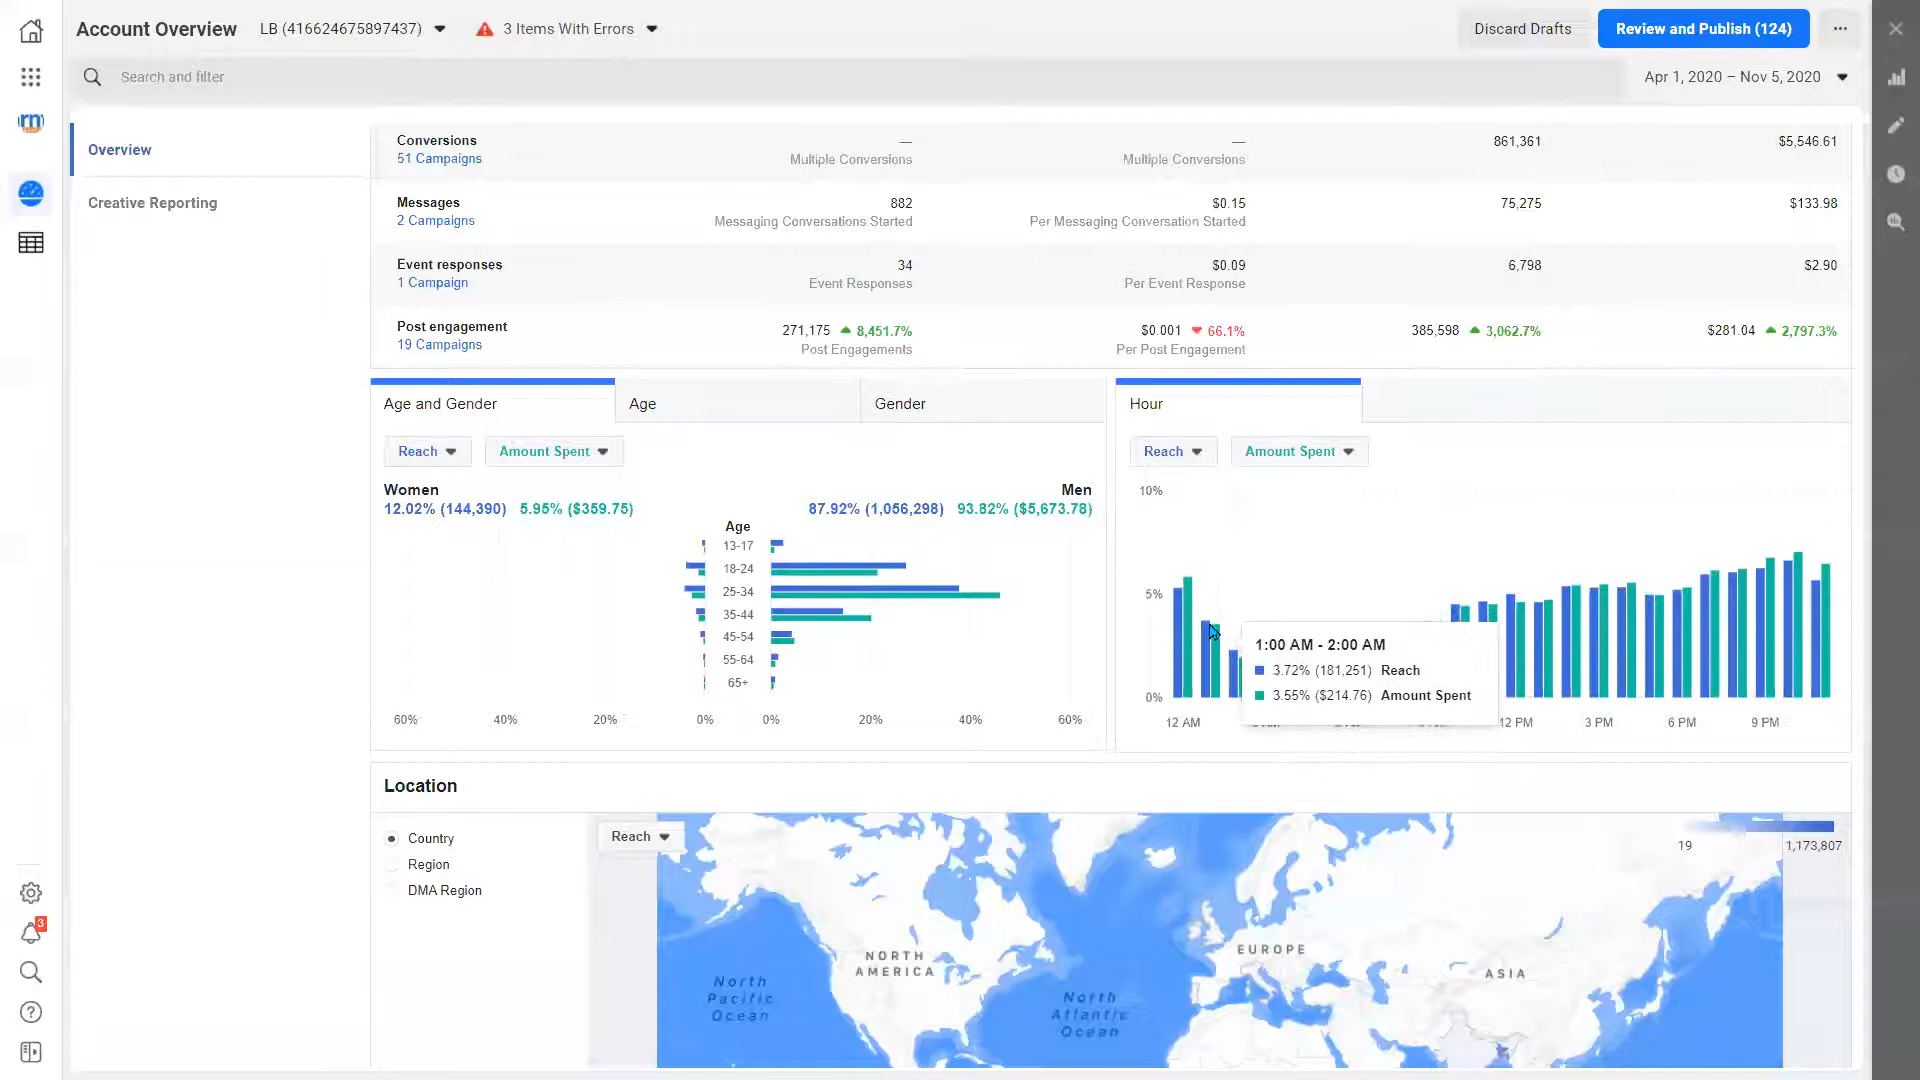 Account Overview
LB (416624675897437)
3 Items With Errors
Discard Drafts
Review and Publish (124)
Search and filter
Apr 1, 2020 – Nov 5, 2020
Overview
Creative Reporting
Conversions
51 Campaigns
—
Multiple Conversions
—
Multiple Conversions
861,361
$5,546.61
Messages
2 Campaigns
882
Messaging Conversations Started
$0.15
Per Messaging Conversation Started
75,275
$133.98
Event responses
1 Campaign
34
Event Responses
$0.09
Per Event Response
6,798
$2.90
Post engagement
19 Campaigns
271,175 8,451.7%
Post Engagements
$0.001 66.1%
Per Post Engagement
385,598 3,062.7%
$281.04 2,797.3%
Age and Gender
Age
Gender
Reach
Amount Spent
Women
12.02% (144,390) 5.95% ($359.75)
Men
87.92% (1,056,298) 93.82% ($5,673.78)
Age
13-17
18-24
25-34
35-44
45-54
55-64
65+
60% 40% 20% 0% 0% 20% 40% 60%
Hour
Reach
Amount Spent
10%
5%
0%
1:00 AM - 2:00 AM
3.72% (181,251) Reach
3.55% ($214.76) Amount Spent
12 AM 12 PM 3 PM 6 PM 9 PM
Location
Country
Region
DMA Region
Reach
19 1,173,807
NORTH
AMERICA
EUROPE
ASIA
North
Pacific
Ocean
North
Atlantic
Ocean
3